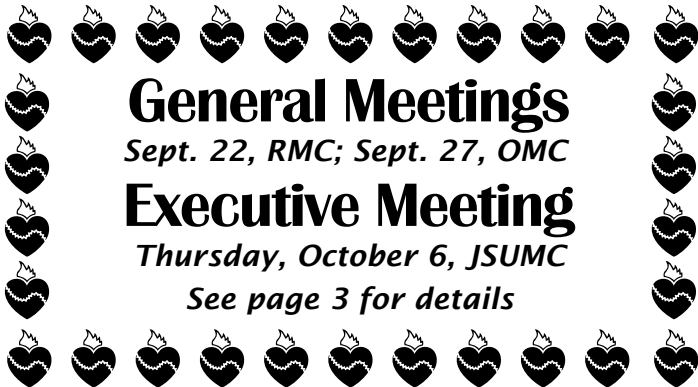 General Meetings
Sept. 22, RMC; Sept. 27, OMC
Executive Meeting
Thursday, October 6, JSUMC
See page 3 for details